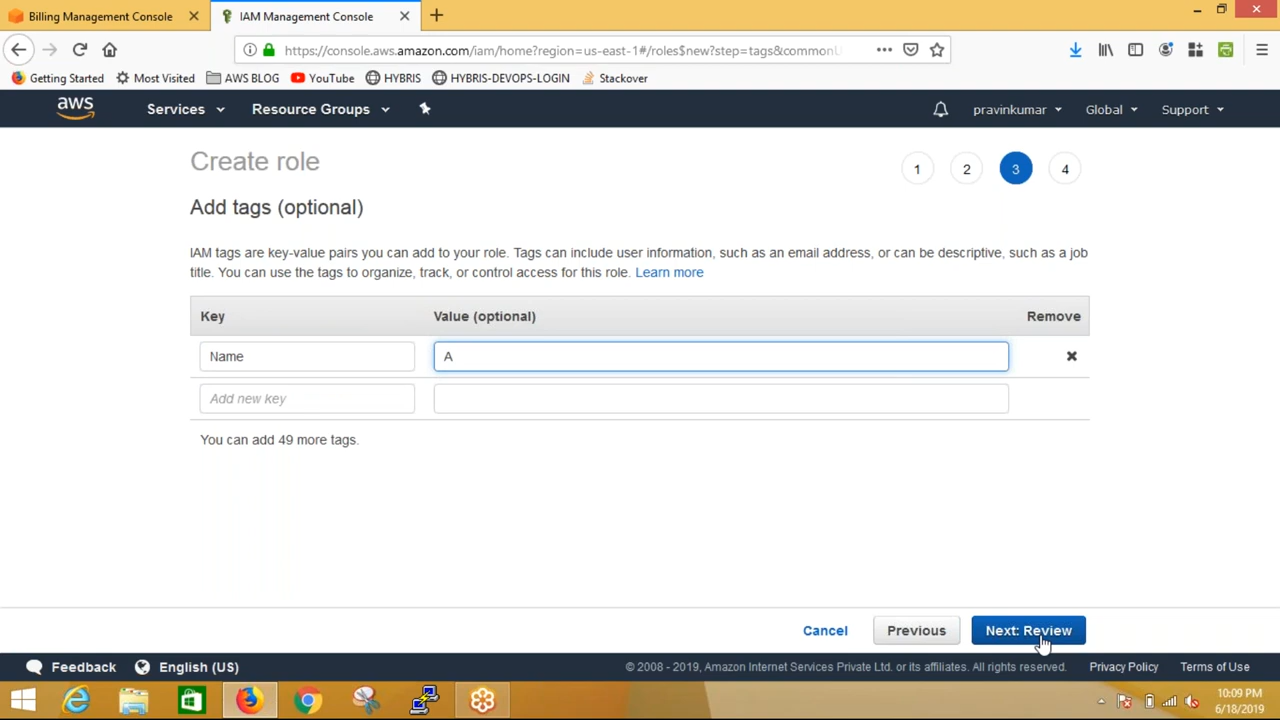 Billing Management Console
IAM Management Console
https://console.aws.amazon.com/iam/home?region=us-east-1#/roles$new?step=tags&commonU
Getting Started
Most Visited
AWS BLOG
YouTube
HYBRIS
HYBRIS-DEVOPS-LOGIN
Stackover
aws
Services
Resource Groups
pravinkumar
Global
Support
Create role
1
2
3
4
Add tags (optional)
IAM tags are key-value pairs you can add to your role. Tags can include user information, such as an email address, or can be descriptive, such as a job
title. You can use the tags to organize, track, or control access for this role. Learn more
Key
Value (optional)
Remove
Name
A
Add new key
You can add 49 more tags.
Cancel
Previous
Next: Review
Feedback
English (US)
© 2008 - 2019, Amazon Internet Services Private Ltd. or its affiliates. All rights reserved.
Privacy Policy
Terms of Use
10:09 PM
6/18/2019